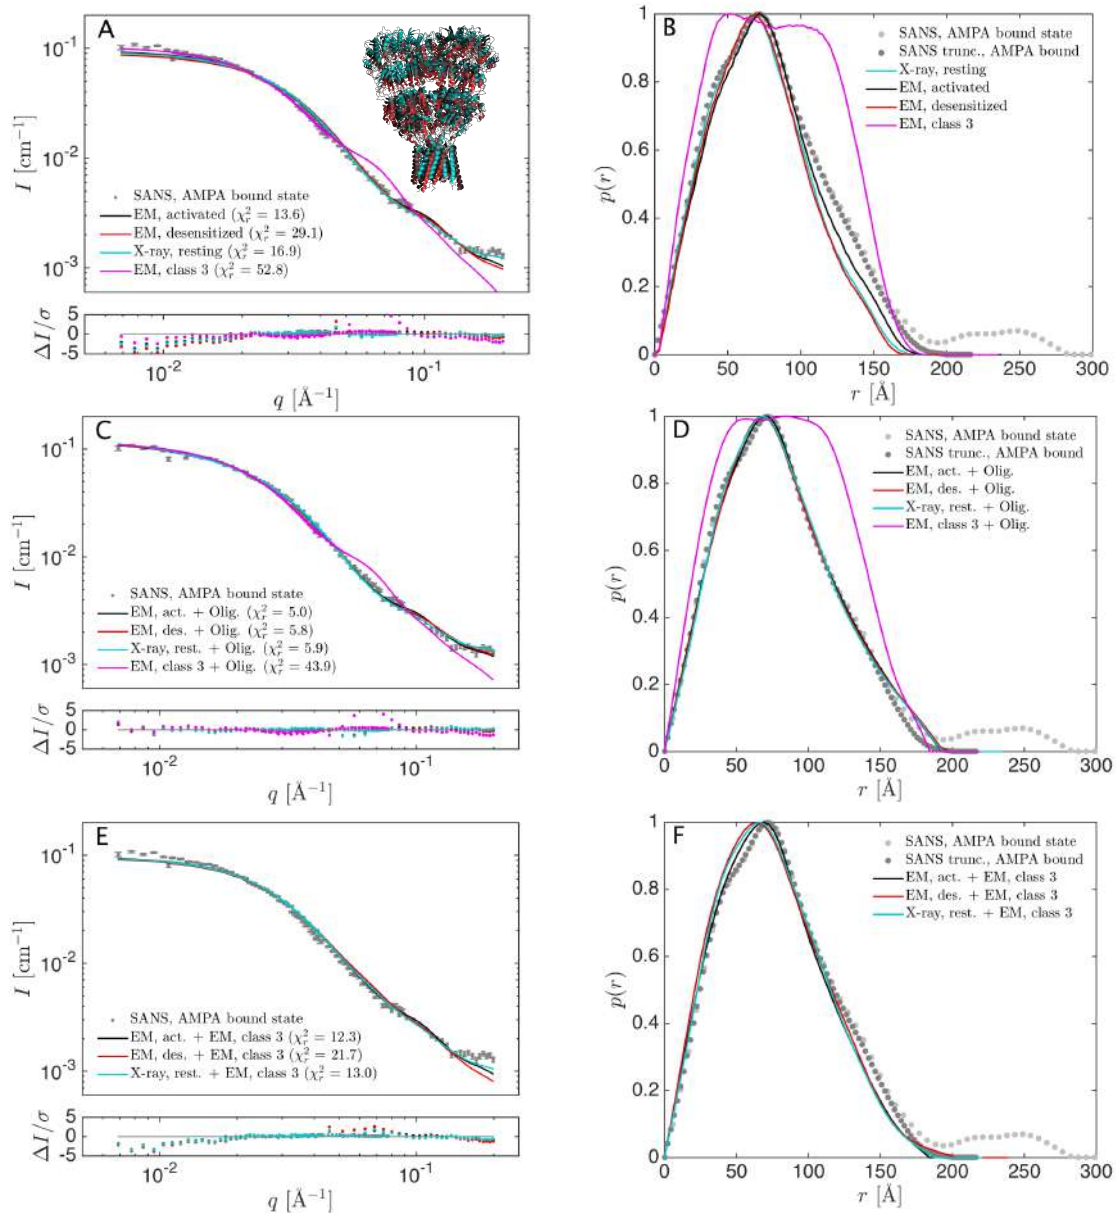 A
I [cm⁻¹]
10⁻¹
10⁻²
10⁻³
SANS, AMPA bound state
EM, activated (χ²ᵣ = 13.6)
EM, desensitized (χ²ᵣ = 29.1)
X-ray, resting (χ²ᵣ = 16.9)
EM, class 3 (χ²ᵣ = 52.8)
ΔI/σ
5
0
-5
10⁻² 10⁻¹
q [Å⁻¹]
B
p(r)
1
0.8
0.6
0.4
0.2
0
SANS, AMPA bound state
SANS trunc., AMPA bound
X-ray, resting
EM, activated
EM, desensitized
EM, class 3
0 50 100 150 200 250 300
r [Å]
C
I [cm⁻¹]
10⁻¹
10⁻²
10⁻³
SANS, AMPA bound state
EM, act. + Olig. (χ²ᵣ = 5.0)
EM, des. + Olig. (χ²ᵣ = 5.8)
X-ray, rest. + Olig. (χ²ᵣ = 5.9)
EM, class 3 + Olig. (χ²ᵣ = 43.9)
ΔI/σ
5
0
-5
10⁻² 10⁻¹
q [Å⁻¹]
D
p(r)
1
0.8
0.6
0.4
0.2
0
SANS, AMPA bound state
SANS trunc., AMPA bound
EM, act. + Olig.
EM, des. + Olig.
X-ray, rest. + Olig.
EM, class 3 + Olig.
0 50 100 150 200 250 300
r [Å]
E
I [cm⁻¹]
10⁻¹
10⁻²
10⁻³
SANS, AMPA bound state
EM, act. + EM, class 3 (χ²ᵣ = 12.3)
EM, des. + EM, class 3 (χ²ᵣ = 21.7)
X-ray, rest. + EM, class 3 (χ²ᵣ = 13.0)
ΔI/σ
5
0
-5
10⁻² 10⁻¹
q [Å⁻¹]
F
p(r)
1
0.8
0.6
0.4
0.2
0
SANS, AMPA bound state
SANS trunc., AMPA bound
EM, act. + EM, class 3
EM, des. + EM, class 3
X-ray, rest. + EM, class 3
0 50 100 150 200 250 300
r [Å]